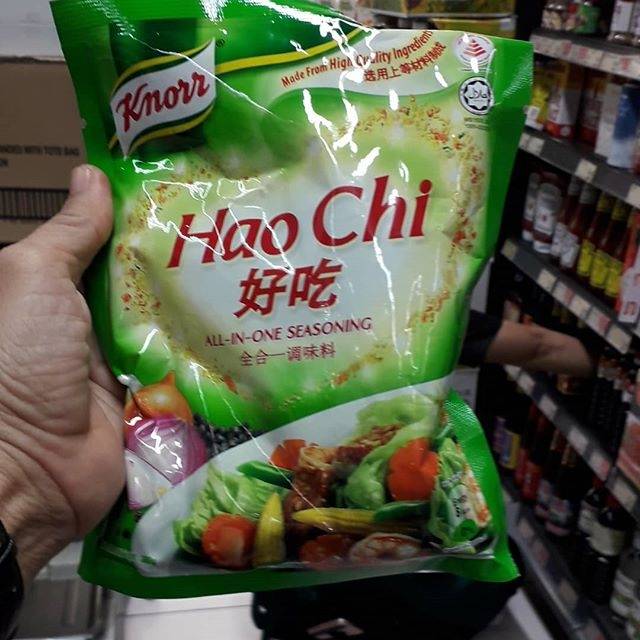 Knorr
Made From High Quality Ingredients
选用上等材料制成
Hao Chi
好吃
ALL-IN-ONE SEASONING
全合一调味料